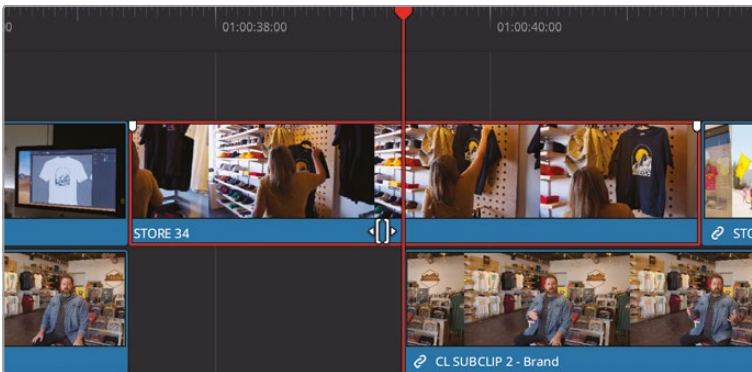 01:00:38:00
01:00:40:00
STORE 34
STO
CL SUBCLIP 2 - Brand